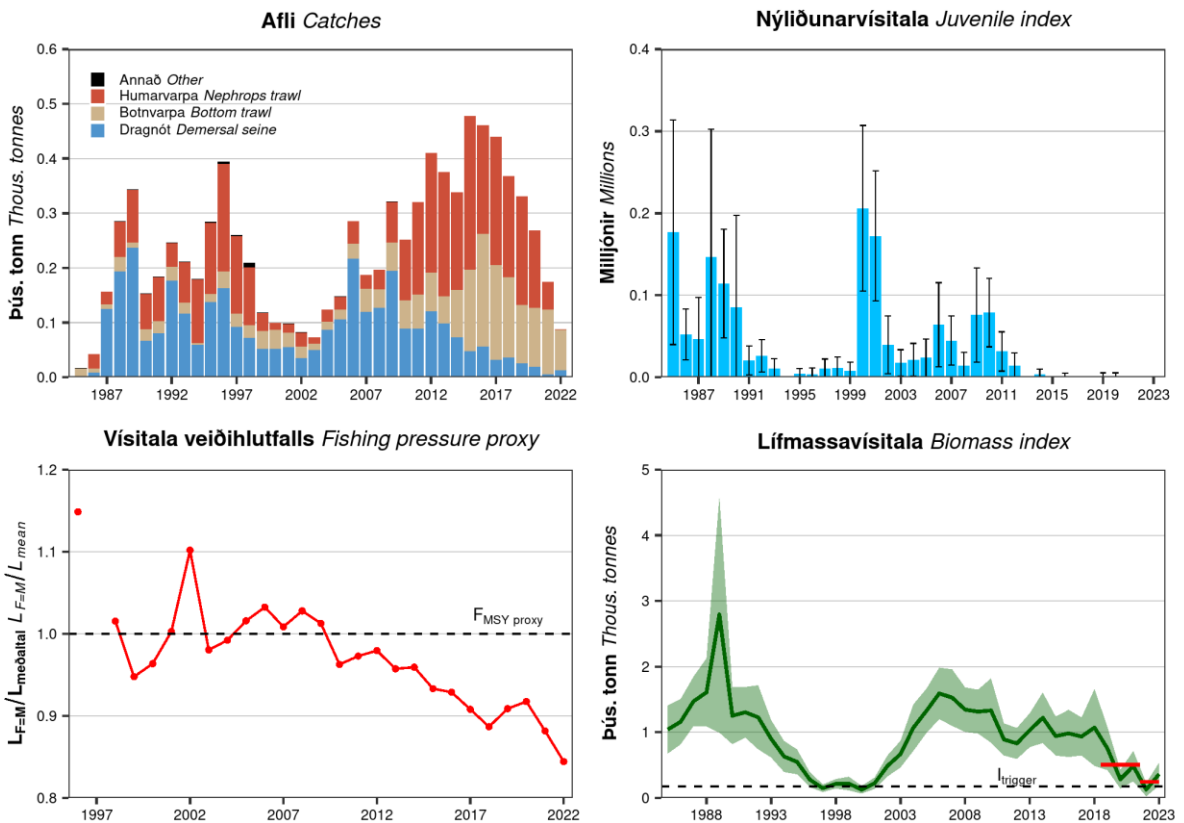 Afli Catches
Þús. tonn Thous. tonnes
0.6
0.5
0.4
0.3
0.2
0.1
0.0
Annað Other
Humarvarpa Nephrops trawl
Botnvarpa Bottom trawl
Dragnót Demersal seine
1987 1992 1997 2002 2007 2012 2017 2022
Nýliðunarvísitala Juvenile index
Milljónir Millions
0.4
0.3
0.2
0.1
0.0
1987 1991 1995 1999 2003 2007 2011 2015 2019 2023
Vísitala veiðihlutfalls Fishing pressure proxy
LF=M/Lmeðaltal L F=M / L mean
1.2
1.1
1.0
0.9
0.8
FMSY proxy
1997 2002 2007 2012 2017 2022
Lífmassavísitala Biomass index
Þús. tonn Thous. tonnes
5
4
3
2
1
0
Itrigger
1988 1993 1998 2003 2008 2013 2018 2023